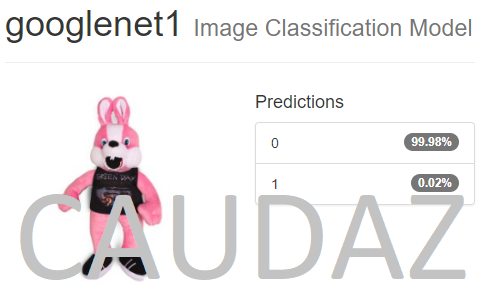 googlenet1 Image Classification Model
Predictions
0 99.98%
1 0.02%
GREEN DAY
CAUDAZ